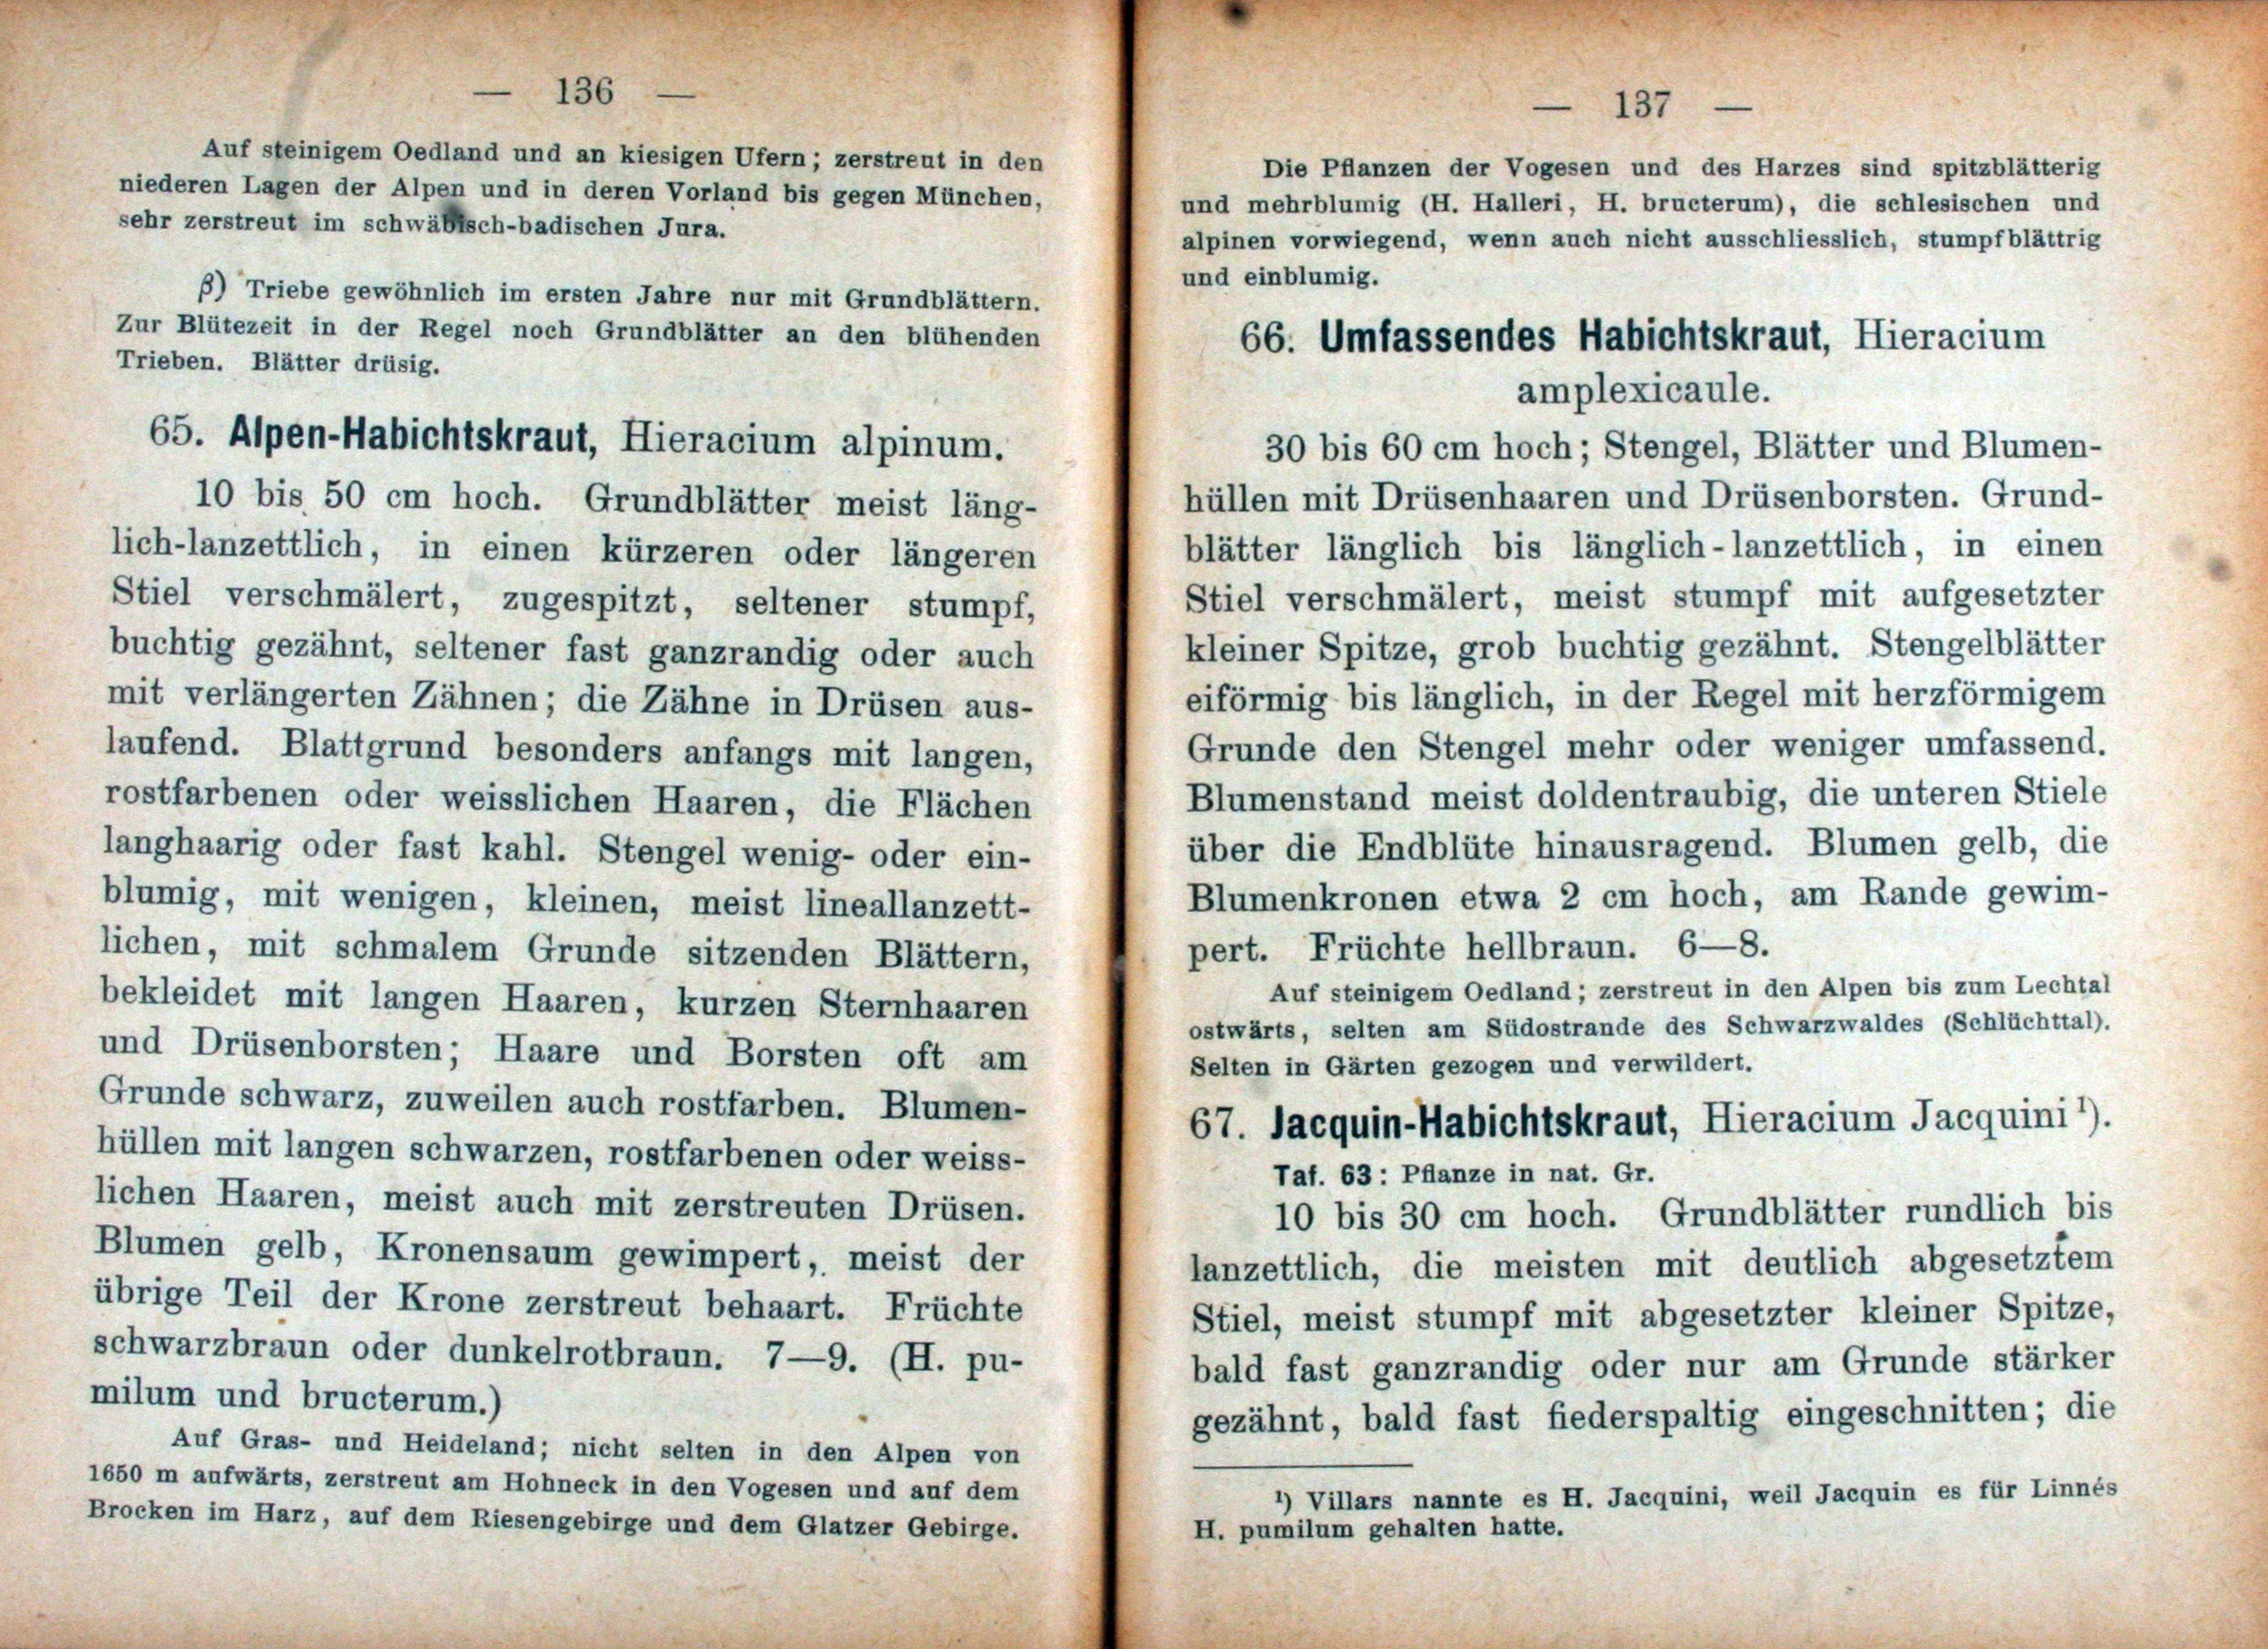 — 136 —
Auf steinigem Oedland und an kiesigen Ufern; zerstreut in den
niederen Lagen der Alpen und in deren Vorland bis gegen München,
sehr zerstreut im schwäbisch-badischen Jura.
β) Triebe gewöhnlich im ersten Jahre nur mit Grundblättern.
Zur Blütezeit in der Regel noch Grundblätter an den blühenden
Trieben. Blätter drüsig.
65. Alpen-Habichtskraut, Hieracium alpinum.
10 bis 50 cm hoch. Grundblätter meist läng-
lich-lanzettlich, in einen kürzeren oder längeren
Stiel verschmälert, zugespitzt, seltener stumpf,
buchtig gezähnt, seltener fast ganzrandig oder auch
mit verlängerten Zähnen; die Zähne in Drüsen aus-
laufend. Blattgrund besonders anfangs mit langen,
rostfarbenen oder weisslichen Haaren, die Flächen
langhaarig oder fast kahl. Stengel wenig- oder ein-
blumig, mit wenigen, kleinen, meist lineallanzett-
lichen, mit schmalem Grunde sitzenden Blättern,
bekleidet mit langen Haaren, kurzen Sternhaaren
und Drüsenborsten; Haare und Borsten oft am
Grunde schwarz, zuweilen auch rostfarben. Blumen-
hüllen mit langen schwarzen, rostfarbenen oder weiss-
lichen Haaren, meist auch mit zerstreuten Drüsen.
Blumen gelb, Kronensaum gewimpert, meist der
übrige Teil der Krone zerstreut behaart. Früchte
schwarzbraun oder dunkelrotbraun. 7—9. (H. pu-
milum und bructerum.)
Auf Gras- und Heideland; nicht selten in den Alpen von
1650 m aufwärts, zerstreut am Hohneck in den Vogesen und auf dem
Brocken im Harz, auf dem Riesengebirge und dem Glatzer Gebirge.
— 137 —
Die Pflanzen der Vogesen und des Harzes sind spitzblätterig
und mehrblumig (H. Halleri, H. bructerum), die schlesischen und
alpinen vorwiegend, wenn auch nicht ausschliesslich, stumpfblättrig
und einblumig.
66. Umfassendes Habichtskraut, Hieracium
amplexicaule.
30 bis 60 cm hoch; Stengel, Blätter und Blumen-
hüllen mit Drüsenhaaren und Drüsenborsten. Grund-
blätter länglich bis länglich-lanzettlich, in einen
Stiel verschmälert, meist stumpf mit aufgesetzter
kleiner Spitze, grob buchtig gezähnt. Stengelblätter
eiförmig bis länglich, in der Regel mit herzförmigem
Grunde den Stengel mehr oder weniger umfassend.
Blumenstand meist doldentraubig, die unteren Stiele
über die Endblüte hinausragend. Blumen gelb, die
Blumenkronen etwa 2 cm hoch, am Rande gewim-
pert. Früchte hellbraun. 6—8.
Auf steinigem Oedland; zerstreut in den Alpen bis zum Lechtal
ostwärts, selten am Südostrande des Schwarzwaldes (Schlüchttal).
Selten in Gärten gezogen und verwildert.
67. Jacquin-Habichtskraut, Hieracium Jacquini¹).
Taf. 63: Pflanze in nat. Gr.
10 bis 30 cm hoch. Grundblätter rundlich bis
lanzettlich, die meisten mit deutlich abgesetztem
Stiel, meist stumpf mit abgesetzter kleiner Spitze,
bald fast ganzrandig oder nur am Grunde stärker
gezähnt, bald fast fiederspaltig eingeschnitten; die
¹) Villars nannte es H. Jacquini, weil Jacquin es für Linnés
H. pumilum gehalten hatte.